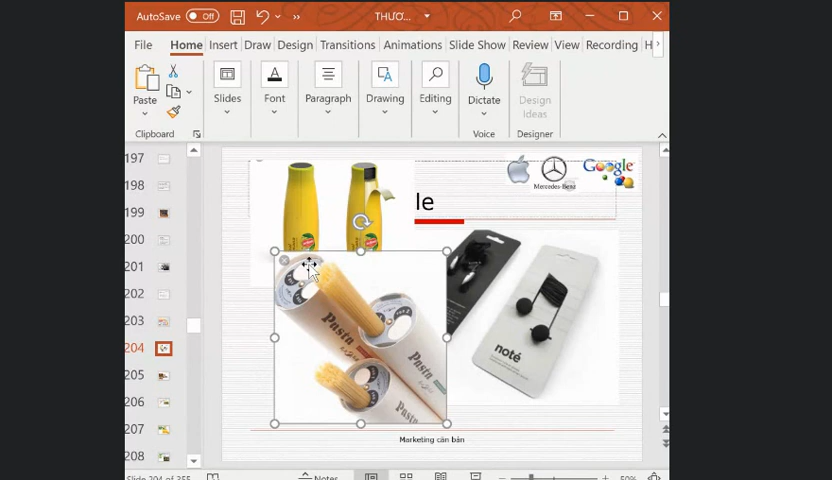 AutoSave Off THƯƠ...
File Home Insert Draw Design Transitions Animations Slide Show Review View Recording H
Paste Slides Font Paragraph Drawing Editing Dictate Design
Ideas
Clipboard Voice Designer
197
198
199
200
201
202
203
204
205
206
207
208
Mercedes-Benz
Google
le
Pasta
Pasta
Pasta
noté
Marketing căn bản
Slide 204 of 355 Notes 50%